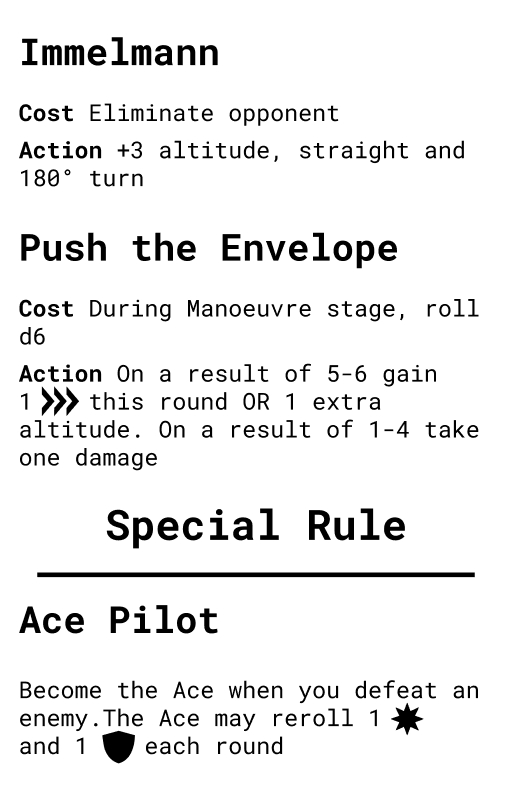 Immelmann
Cost Eliminate opponent
Action +3 altitude, straight and
180° turn
Push the Envelope
Cost During Manoeuvre stage, roll
d6
Action On a result of 5-6 gain
1 this round OR 1 extra
altitude. On a result of 1-4 take
one damage
Special Rule
Ace Pilot
Become the Ace when you defeat an
enemy.The Ace may reroll 1
and 1 each round